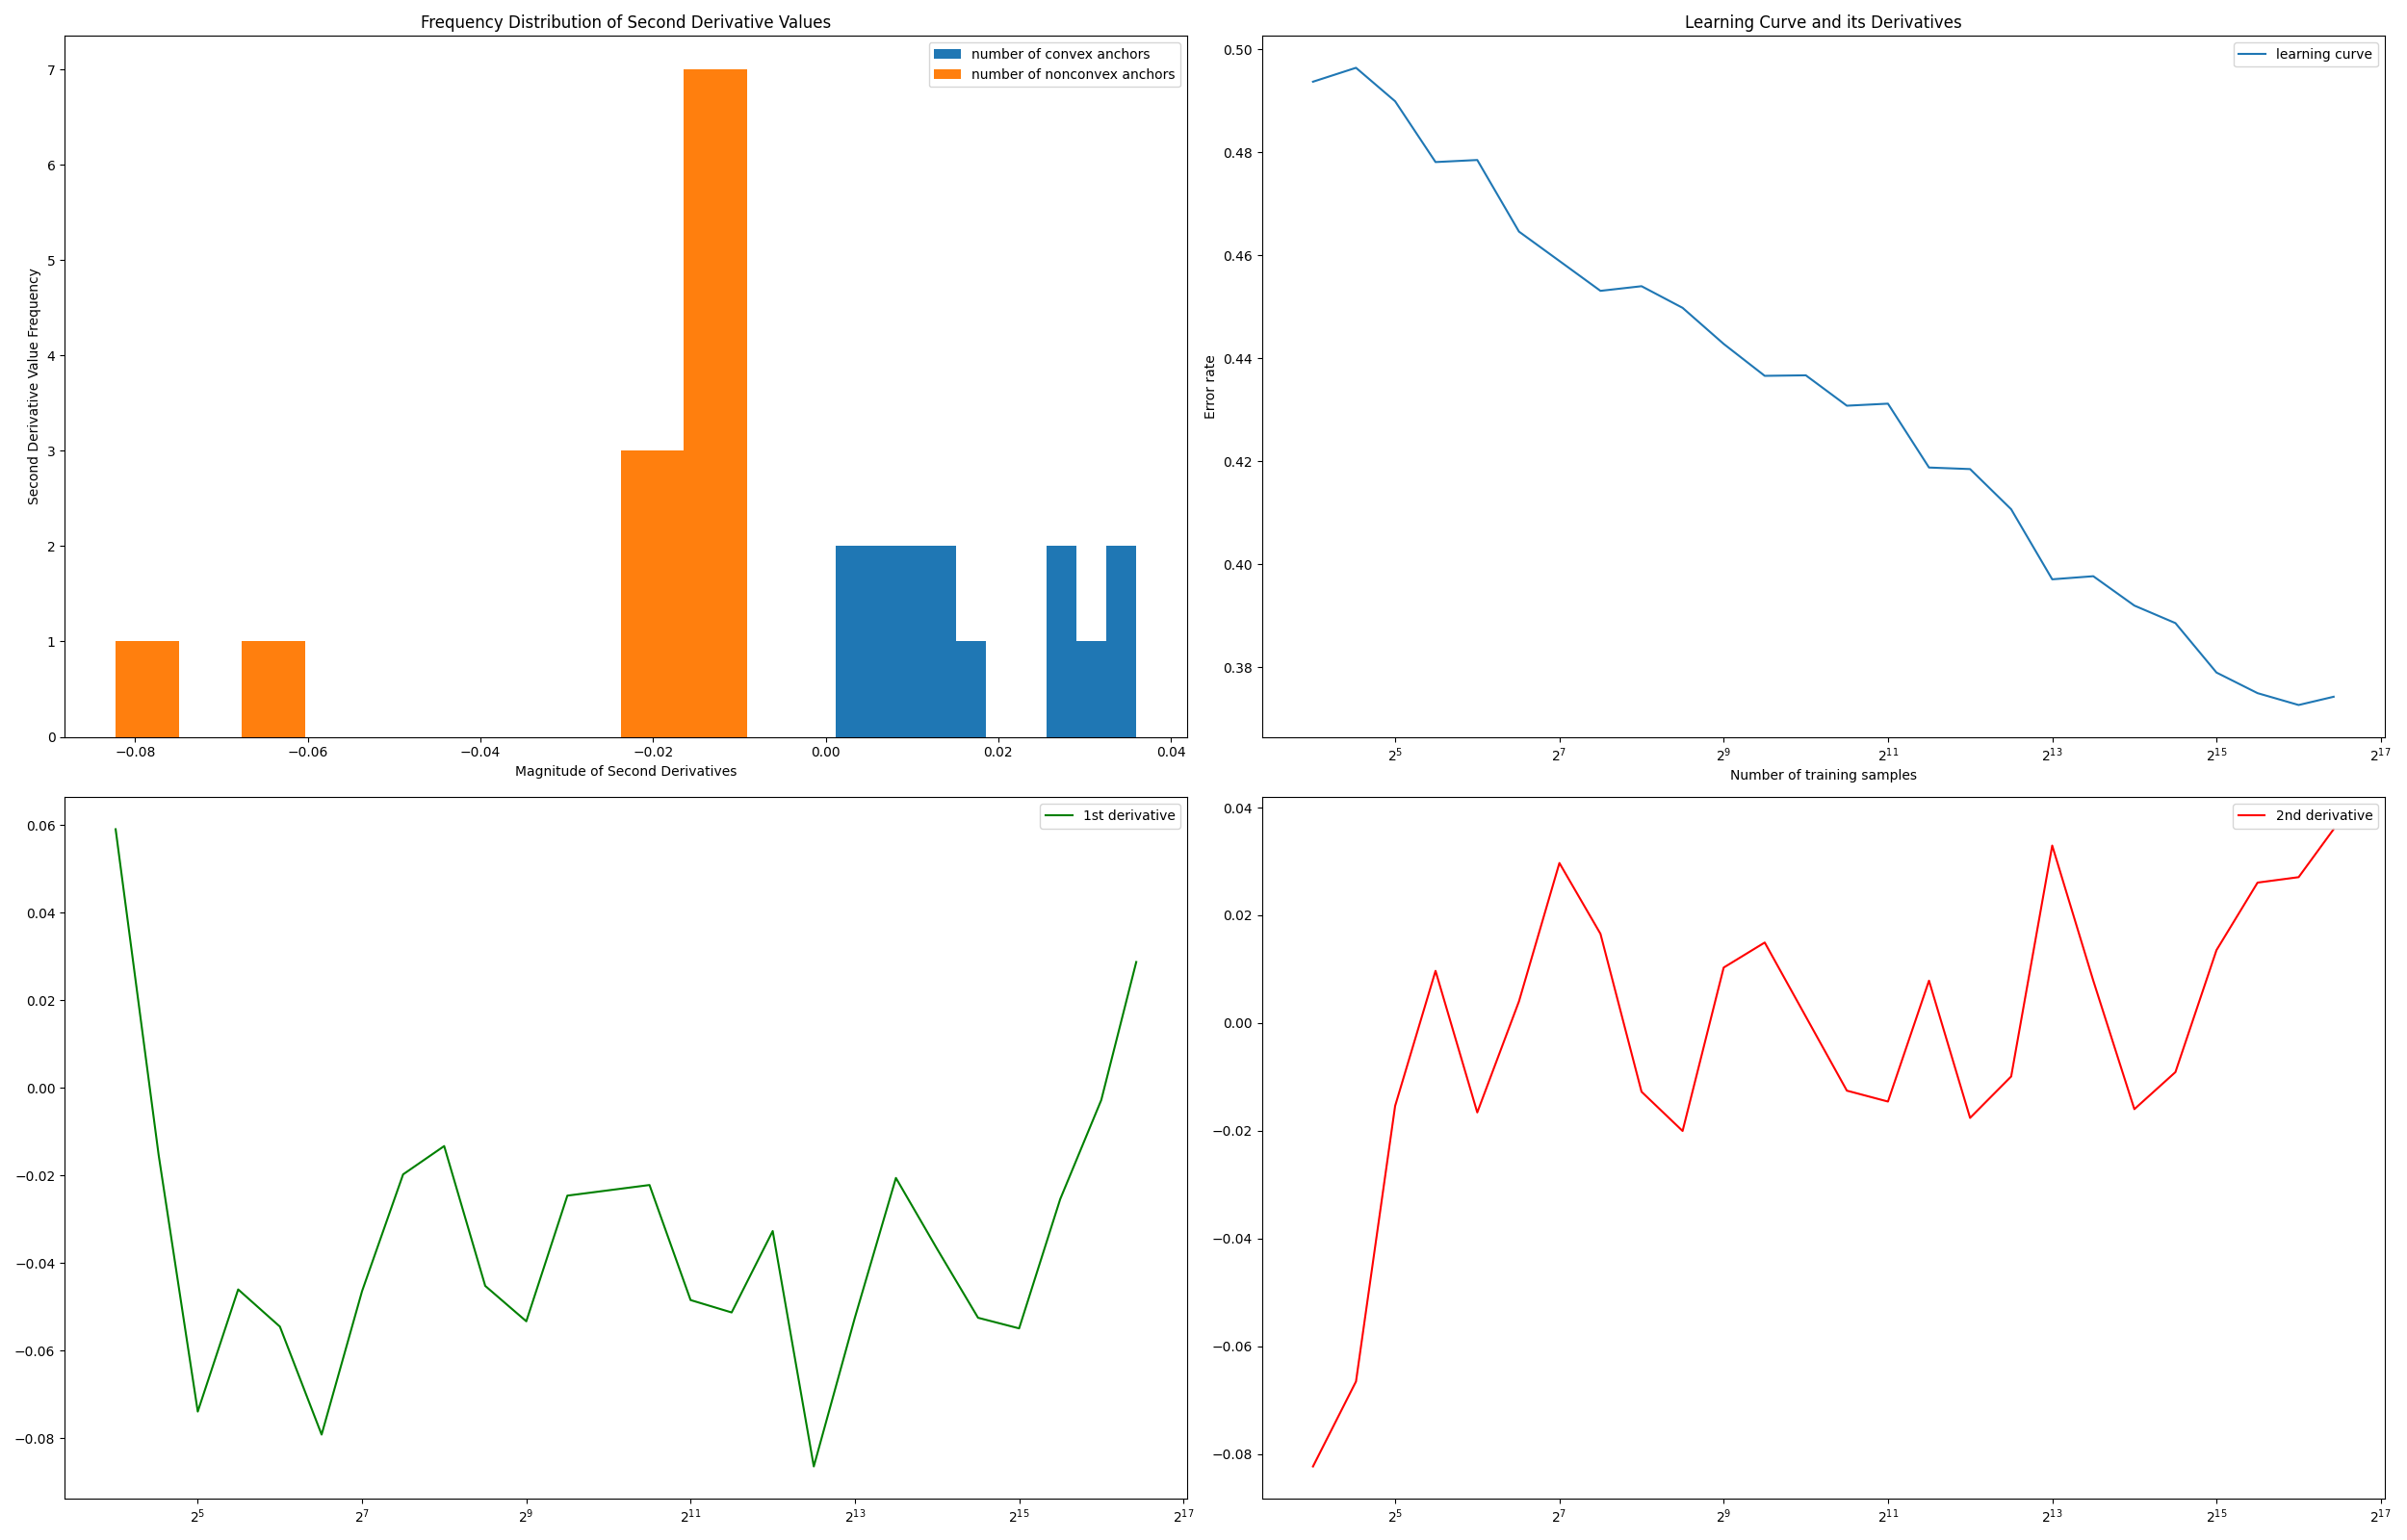 Frequency Distribution of Second Derivative Values
number of convex anchors
number of nonconvex anchors
Second Derivative Value Frequency
7
6
5
4
3
2
1
0
−0.08 −0.06 −0.04 −0.02 0.00 0.02 0.04
Magnitude of Second Derivatives
Learning Curve and its Derivatives
learning curve
Error rate
0.50
0.48
0.46
0.44
0.42
0.40
0.38
2^5 2^7 2^9 2^11 2^13 2^15 2^17
Number of training samples
1st derivative
0.06
0.04
0.02
0.00
−0.02
−0.04
−0.06
−0.08
2^5 2^7 2^9 2^11 2^13 2^15 2^17
2nd derivative
0.04
0.02
0.00
−0.02
−0.04
−0.06
−0.08
2^5 2^7 2^9 2^11 2^13 2^15 2^17